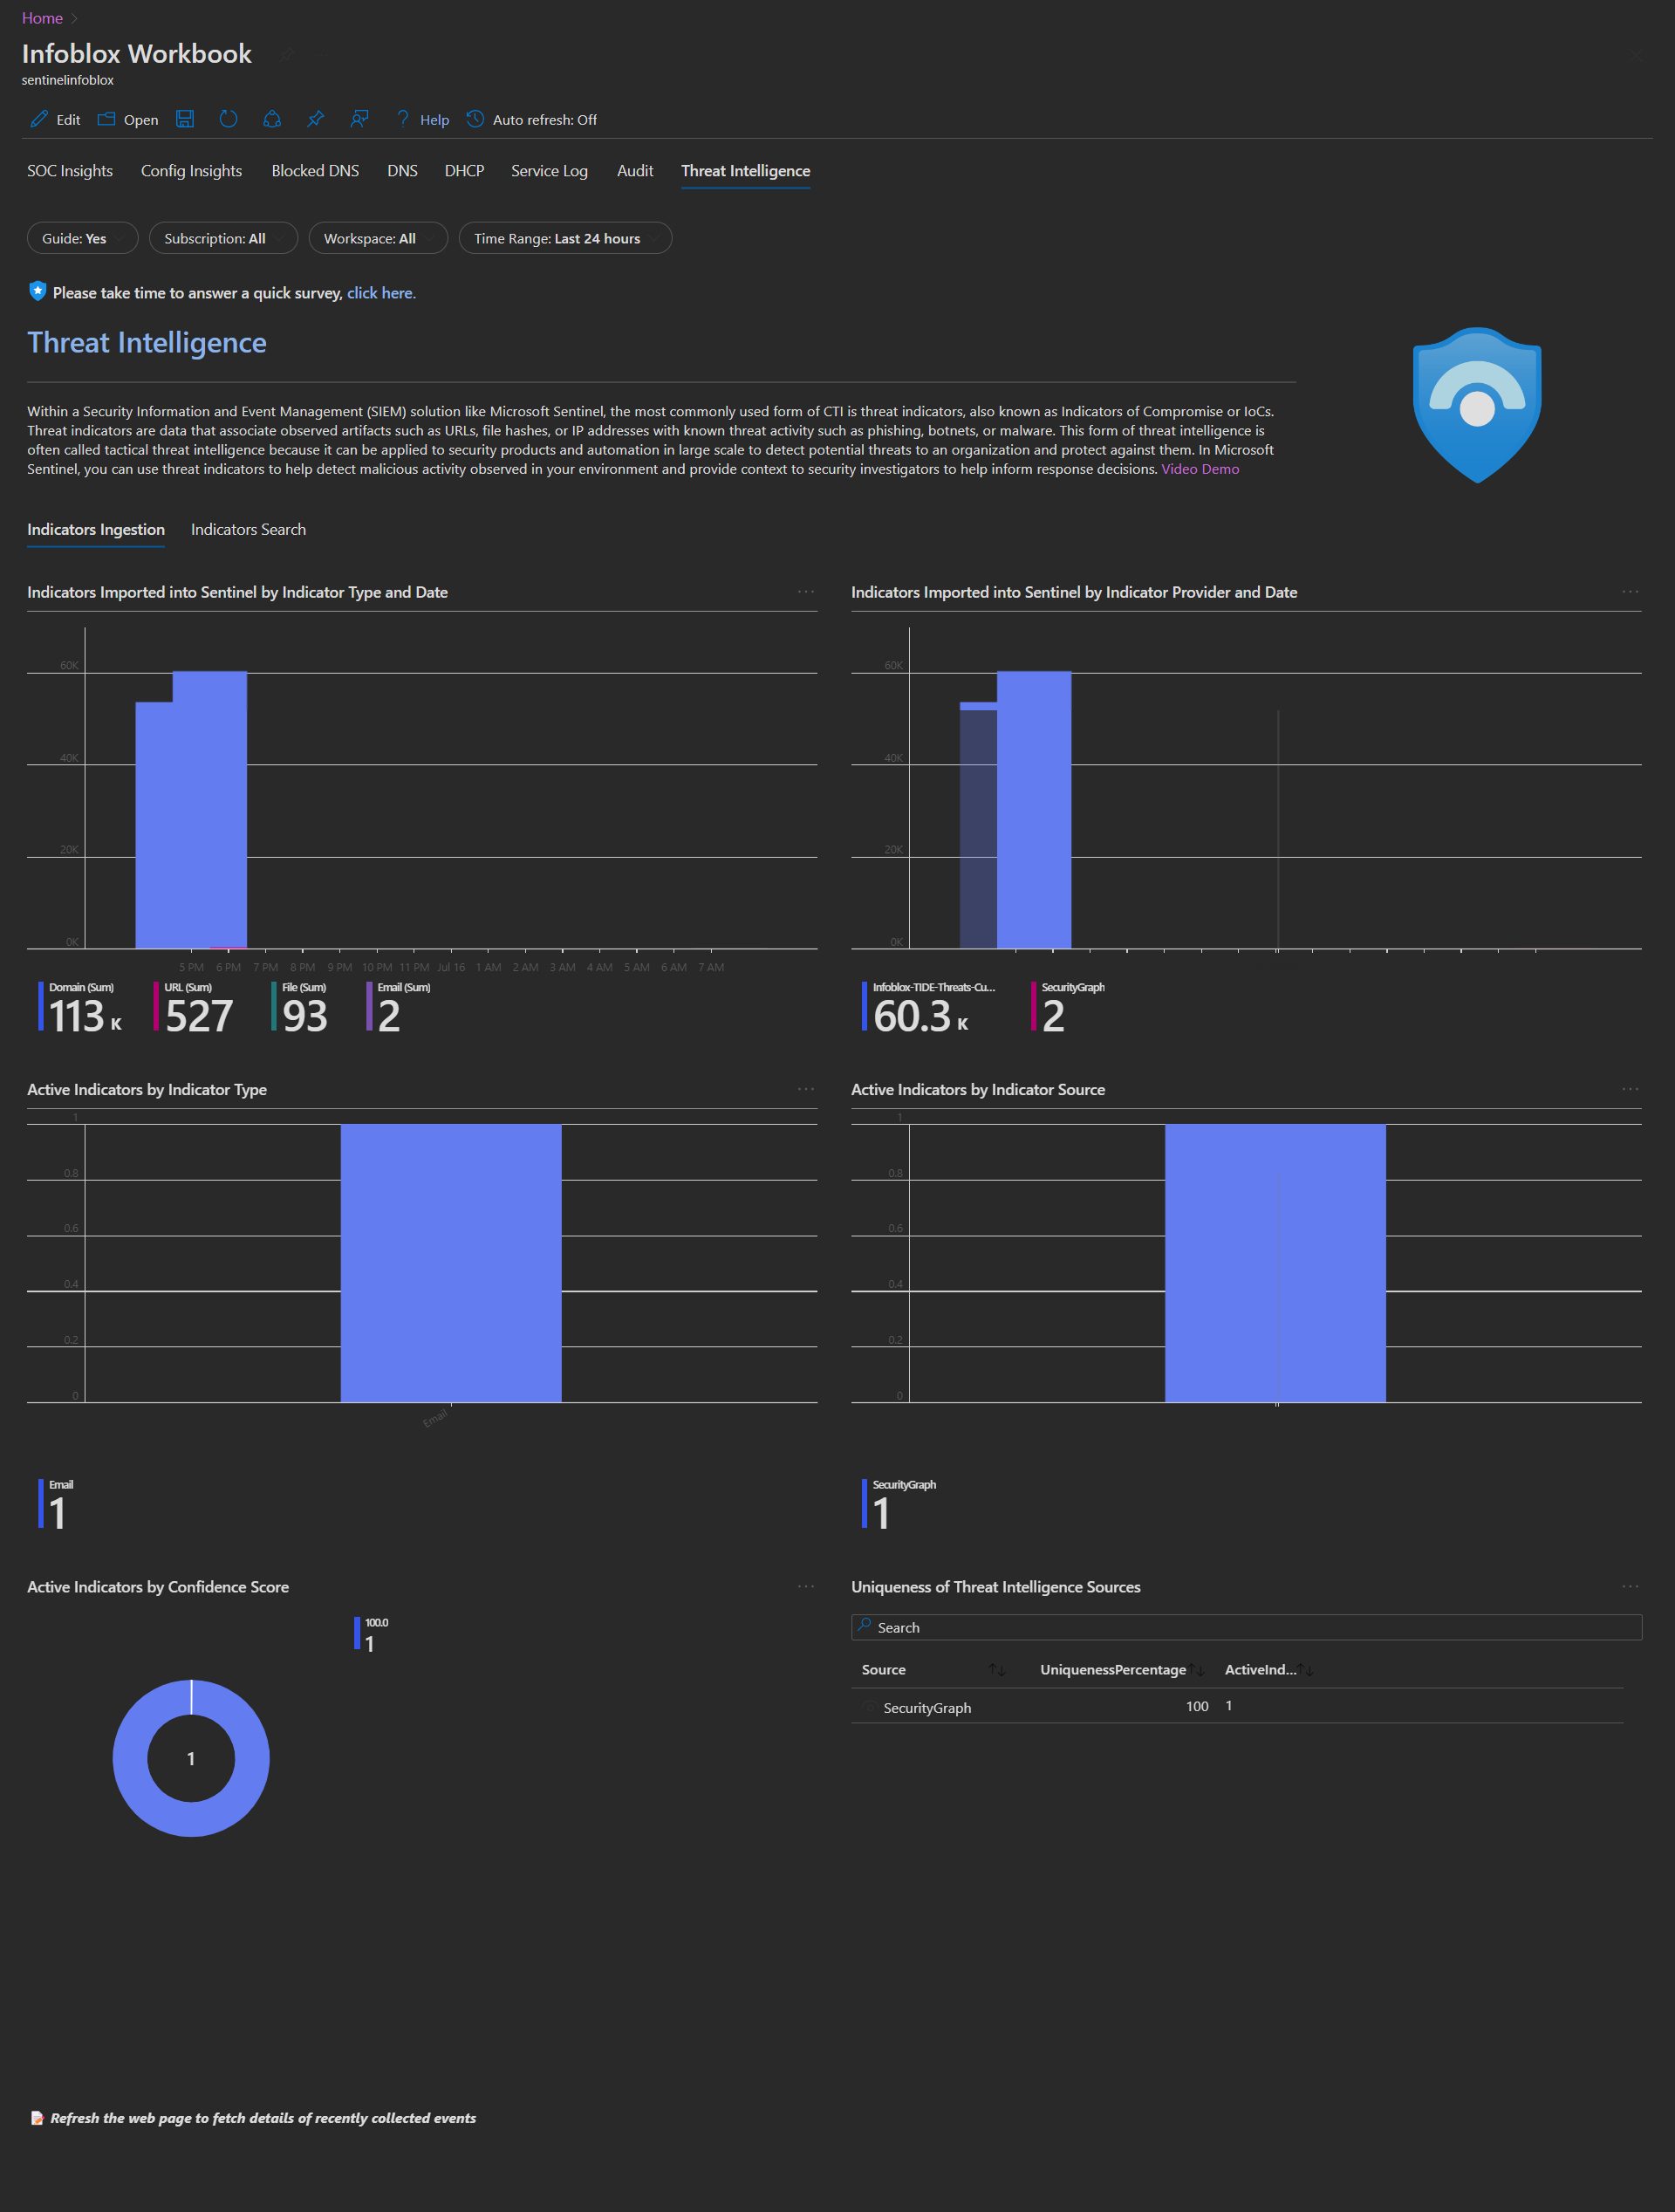 Home
Infoblox Workbook
sentinelinfoblox
Edit Open Help Auto refresh: Off
SOC Insights Config Insights Blocked DNS DNS DHCP Service Log Audit Threat Intelligence
Guide: Yes Subscription: All Workspace: All Time Range: Last 24 hours
Please take time to answer a quick survey, click here.
Threat Intelligence
Within a Security Information and Event Management (SIEM) solution like Microsoft Sentinel, the most commonly used form of CTI is threat indicators, also known as Indicators of Compromise or IoCs.
Threat indicators are data that associate observed artifacts such as URLs, file hashes, or IP addresses with known threat activity such as phishing, botnets, or malware. This form of threat intelligence is
often called tactical threat intelligence because it can be applied to security products and automation in large scale to detect potential threats to an organization and protect against them. In Microsoft
Sentinel, you can use threat indicators to help detect malicious activity observed in your environment and provide context to security investigators to help inform response decisions. Video Demo
Indicators Ingestion Indicators Search
Indicators Imported into Sentinel by Indicator Type and Date
60K
40K
20K
0K
5 PM 6 PM 7 PM 8 PM 9 PM 10 PM 11 PM Jul 16 1 AM 2 AM 3 AM 4 AM 5 AM 6 AM 7 AM
Domain (Sum) URL (Sum) File (Sum) Email (Sum)
113 K 527 93 2
Indicators Imported into Sentinel by Indicator Provider and Date
60K
40K
20K
0K
Infoblox-TIDE-Threats-Cu... SecurityGraph
60.3 K 2
Active Indicators by Indicator Type
1
0.8
0.6
0.4
0.2
0
Email
Email
1
Active Indicators by Indicator Source
1
0.8
0.6
0.4
0.2
0
SecurityGraph
1
Active Indicators by Confidence Score
100.0
1
1
Uniqueness of Threat Intelligence Sources
Search
Source UniquenessPercentage ActiveInd...
SecurityGraph 100 1
Refresh the web page to fetch details of recently collected events